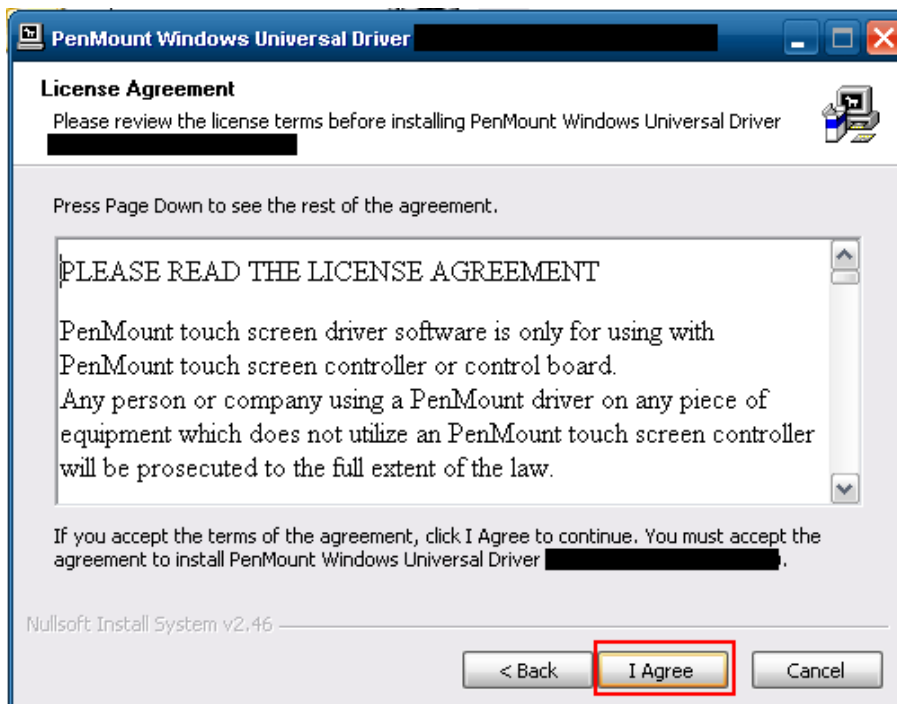 PenMount Windows Universal Driver
License Agreement
Please review the license terms before installing PenMount Windows Universal Driver
Press Page Down to see the rest of the agreement.
PLEASE READ THE LICENSE AGREEMENT
PenMount touch screen driver software is only for using with
PenMount touch screen controller or control board.
Any person or company using a PenMount driver on any piece of
equipment which does not utilize an PenMount touch screen controller
will be prosecuted to the full extent of the law.
If you accept the terms of the agreement, click I Agree to continue. You must accept the
agreement to install PenMount Windows Universal Driver .
Nullsoft Install System v2.46
< Back I Agree Cancel